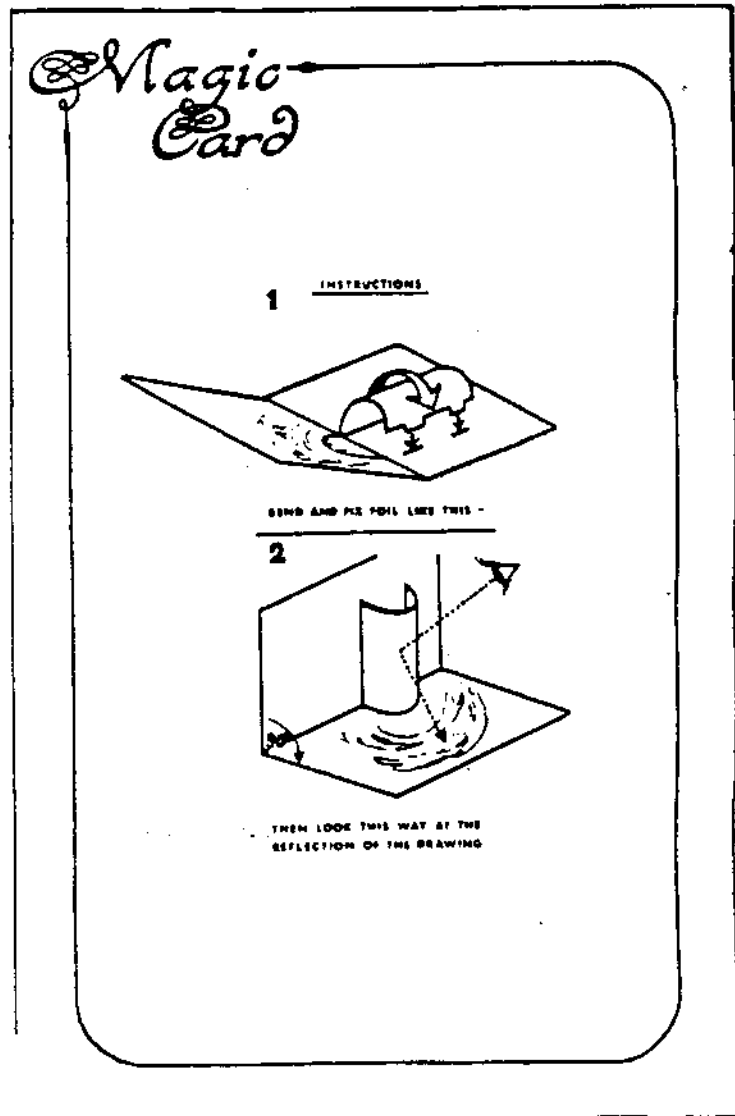 Magic
Card
INSTRUCTIONS
1
BEND AND FIX FOIL LIKE THIS -
2
90°
THEN LOOK THIS WAY AT THE
REFLECTION OF THE DRAWING